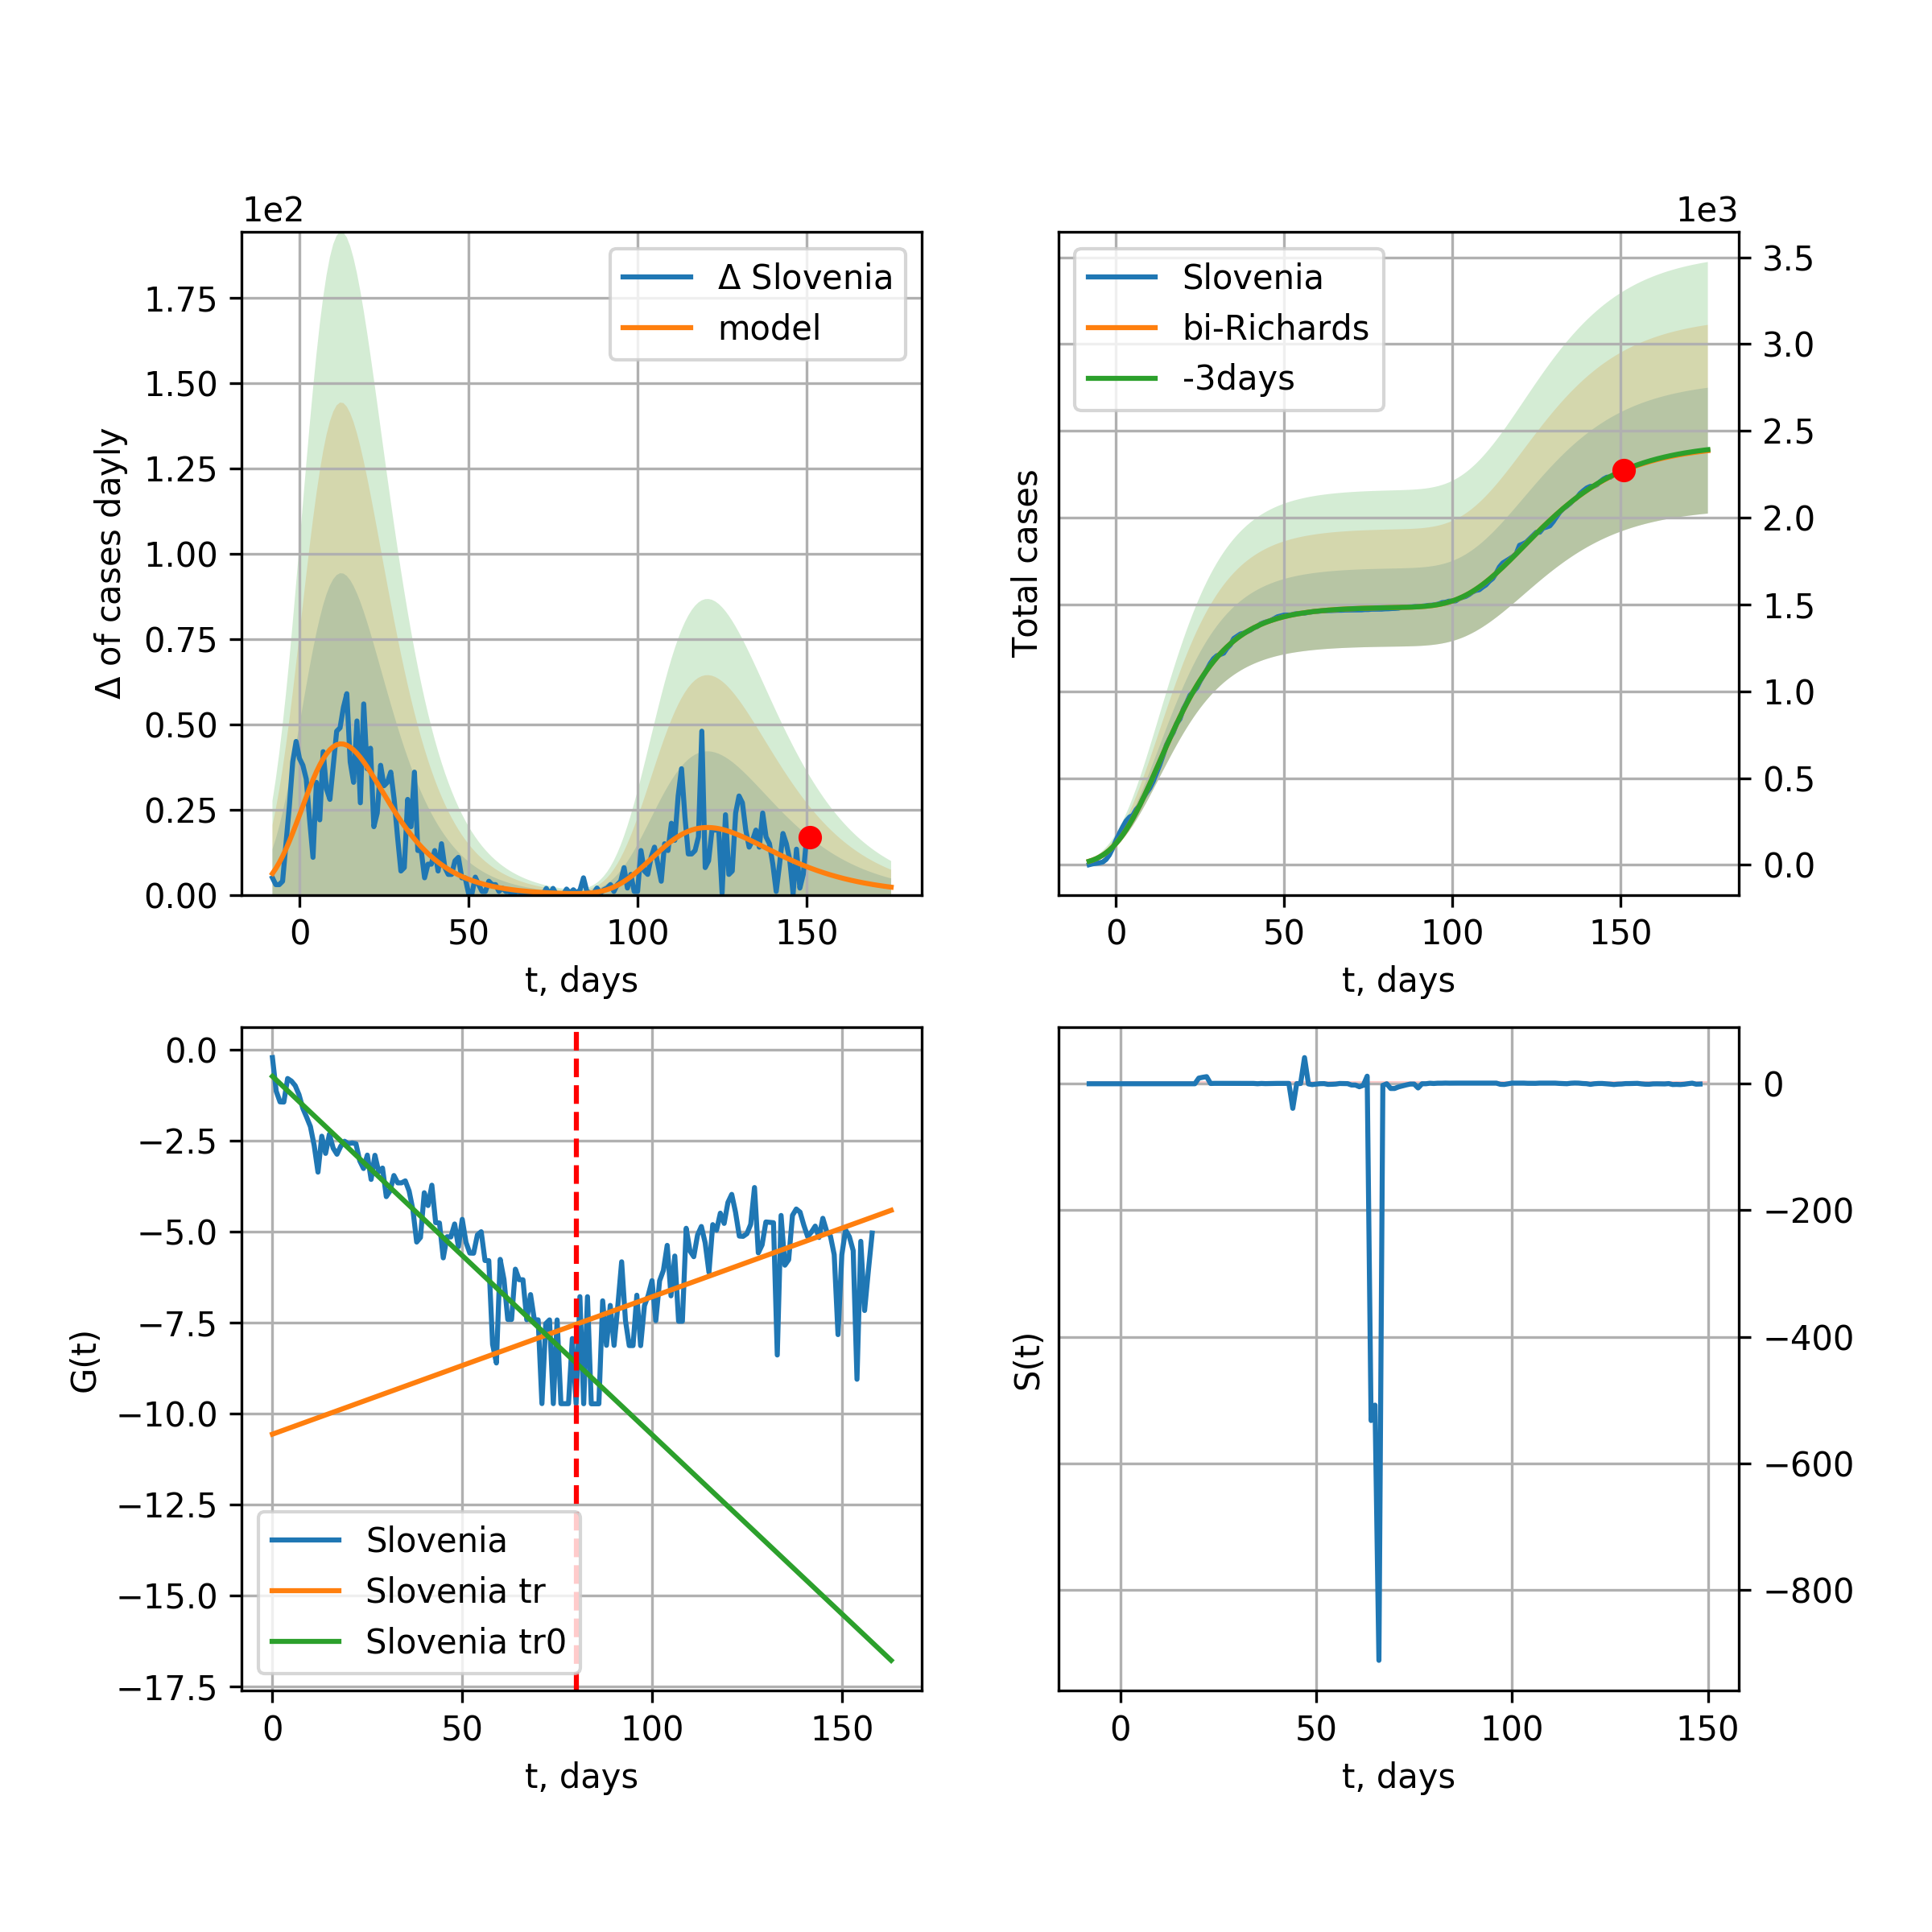 1e2
Δ of cases dayly
1.75
1.50
1.25
1.00
0.75
0.50
0.25
0.00
Δ Slovenia
model
0 50 100 150
t, days
1e3
Total cases
Slovenia
bi-Richards
-3days
3.5
3.0
2.5
2.0
1.5
1.0
0.5
0.0
0 50 100 150
t, days
G(t)
0.0
−2.5
−5.0
−7.5
−10.0
−12.5
−15.0
−17.5
Slovenia
Slovenia tr
Slovenia tr0
0 50 100 150
t, days
S(t)
0
−200
−400
−600
−800
0 50 100 150
t, days